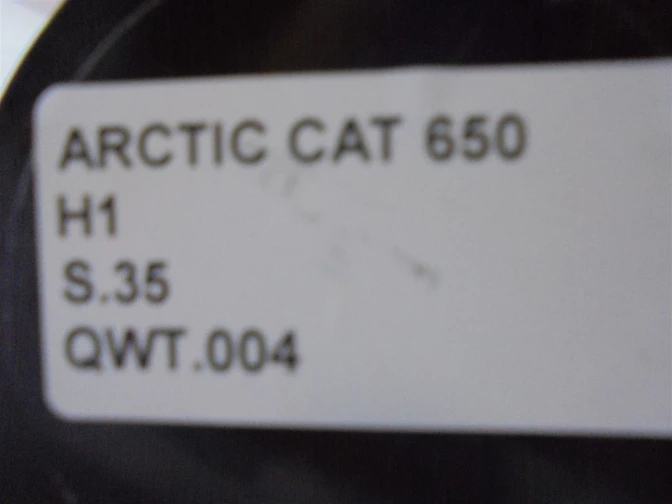 ARCTIC CAT 650
H1
S.35
QWT.004